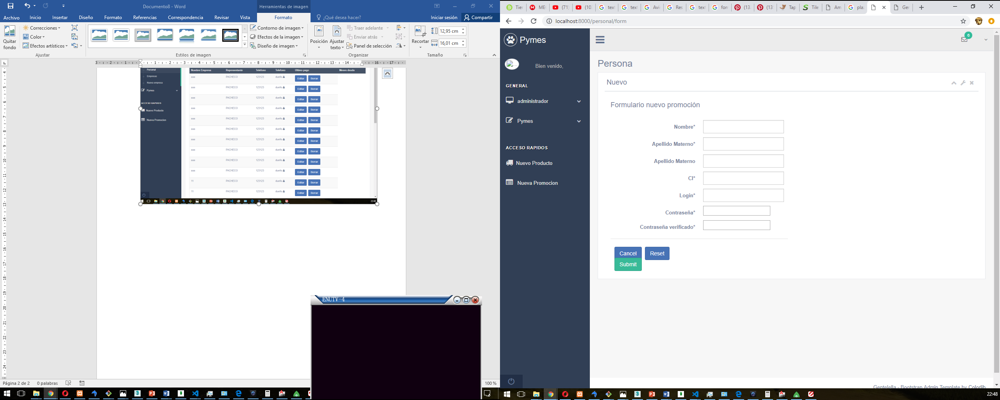 Documento8 - Word
Herramientas de imagen
Archivo Inicio Insertar Diseño Formato Referencias Correspondencia Revisar Vista Formato ¿Qué desea hacer? Iniciar sesión Compartir
Quitar fondo
Correcciones
Color
Efectos artísticos
Ajustar
Estilos de imagen
Contorno de imagen
Efectos de la imagen
Diseño de imagen
Posición
Ajustar texto
Traer adelante
Enviar atrás
Panel de selección
Organizar
Recortar
12,95 cm
16,01 cm
Tamaño
Personal
Empresas
Nueva empresa
Pymes
ACCESO RAPIDOS
Nuevo Producto
Nueva Promocion
Nombre Empresa Representante Telefono Telefono Ultimo pago Meses deuda
aaa PACHECO 123123 dueño Editar Borrar
aaa PACHECO 123123 dueño Editar Borrar
aaa PACHECO 123123 dueño Editar Borrar
aaa PACHECO 123123 dueño Editar Borrar
aaa PACHECO 123123 dueño Editar Borrar
aaa PACHECO 123123 dueño Editar Borrar
aaa PACHECO 123123 dueño Editar Borrar
aaa PACHECO 123123 dueño Editar Borrar
aaa PACHECO 123123 dueño Editar Borrar
aaa PACHECO 123123 dueño Editar Borrar
11 PACHECO 123123 dueño Editar Borrar
11 PACHECO 123123 dueño Editar Borrar
22:48
ENUTV-4
Página 2 de 2 0 palabras
100 %
localhost:8000/personal/form
Pymes
6
Bien venido,
GENERAL
administrador
Pymes
ACCESO RAPIDOS
Nuevo Producto
Nueva Promocion
Persona
Nuevo
Formulario nuevo promoción
Nombre*
Apellido Materno*
Apellido Materno
CI*
Login*
Contraseña*
Contraseña verificado*
Cancel Reset
Submit
Gentelella - Bootstrap Admin Template by Colorlib
22:48